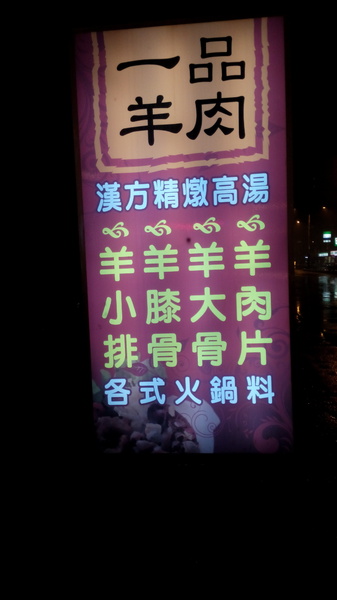 一品
羊肉
漢方精燉高湯
羊小排
羊膝骨
羊大骨
羊肉片
各式火鍋料